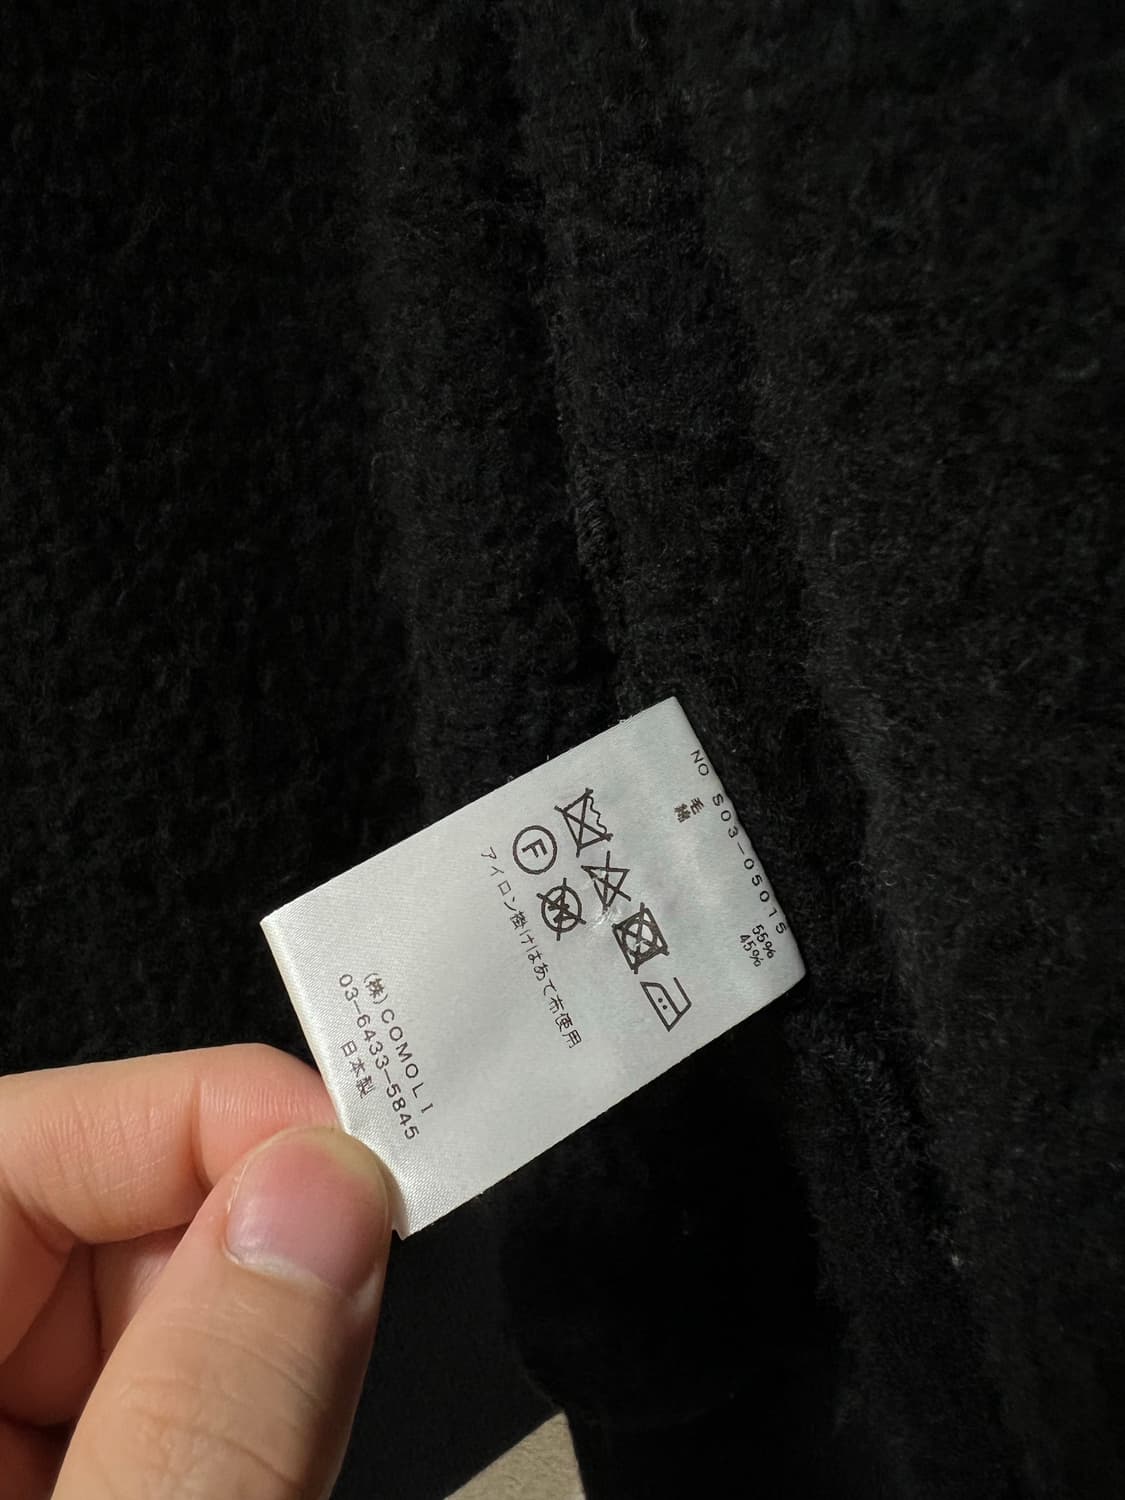 NO S03-05015
毛 55%
綿 45%
F
W
アイロン掛けはあて布使用
(株)COMOLI
03-6433-5845
日本製